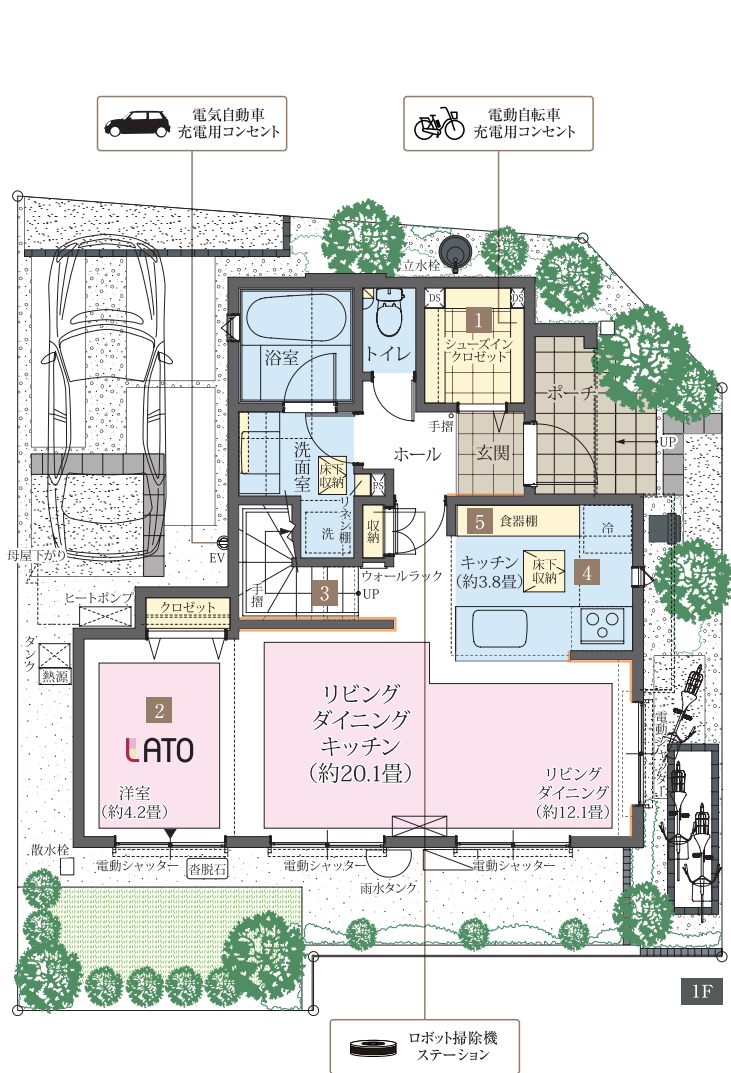 電気自動車
充電用コンセント
電動自転車
充電用コンセント
立水栓
DS
DS
1
シューズイン
クロゼット
浴室
トイレ
ポーチ
手摺
ホール
玄関
UP
洗面室
床下
収納
リネン棚
PS
洗
収納
5
食器棚
冷
EV
母屋下がり
キッチン
(約3.8畳)
床下
収納
4
ウォールラック
手摺
3
UP
ヒートポンプ
クロゼット
タンク
熱源
2
LATO
洋室
(約4.2畳)
リビング
ダイニング
キッチン
(約20.1畳)
リビング
ダイニング
(約12.1畳)
電動シャッター
散水栓
電動シャッター
沓脱石
電動シャッター
雨水タンク
電動シャッター
1F
ロボット掃除機
ステーション